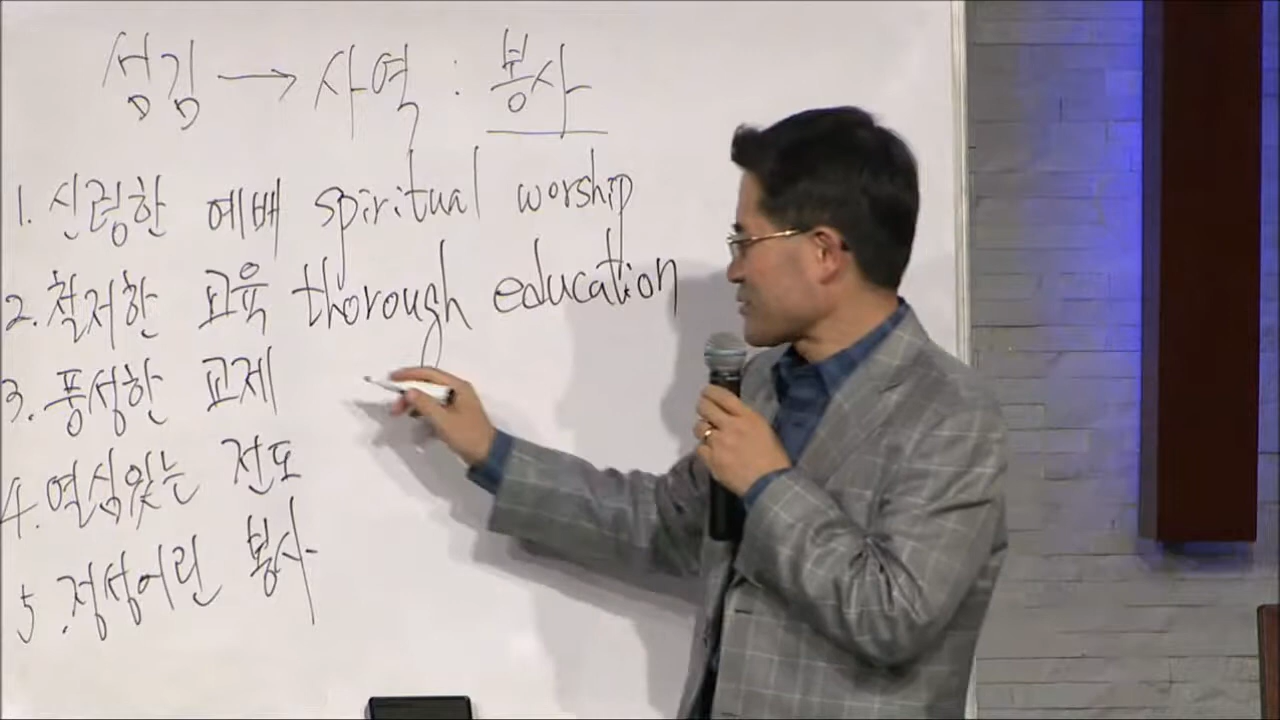 섬김 → 사역 : 봉사
1. 신령한 예배 spiritual worship
2. 철저한 교육 thorough education
3. 풍성한 교제
4. 열심있는 전도
5. 정성어린 봉사